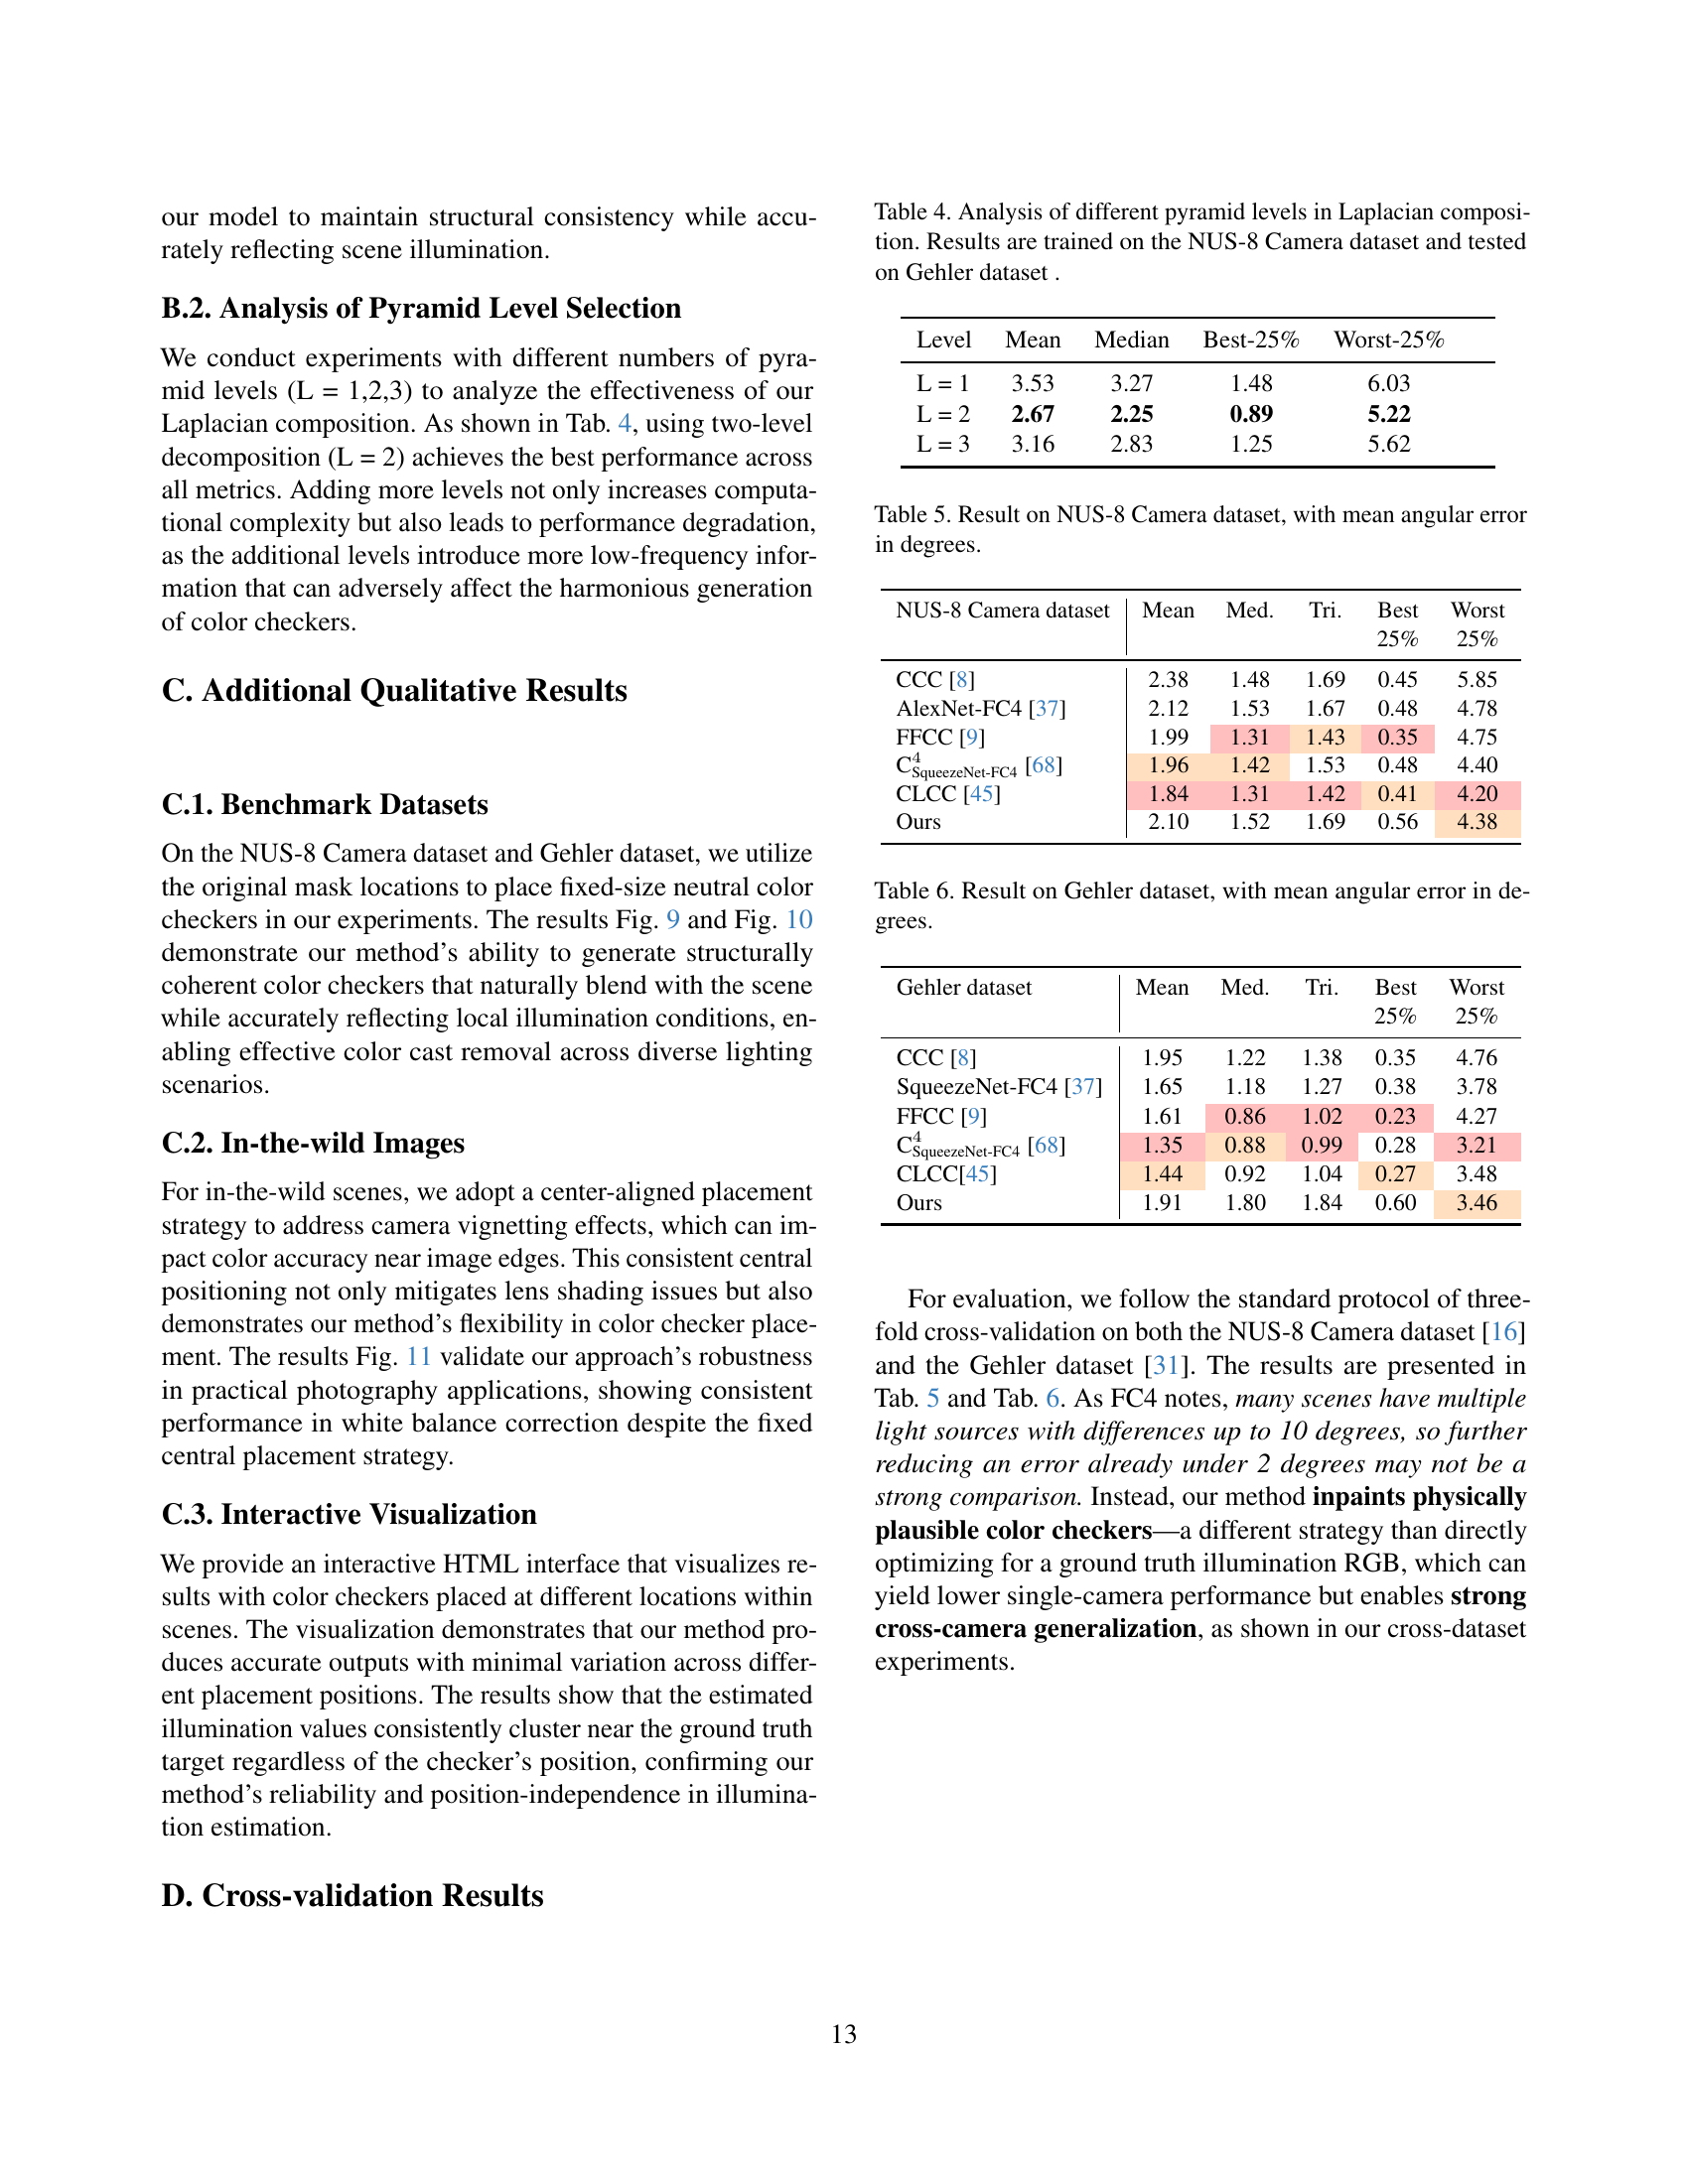 our model to maintain structural consistency while accu-
rately reflecting scene illumination.
B.2. Analysis of Pyramid Level Selection
We conduct experiments with different numbers of pyra-
mid levels (L = 1,2,3) to analyze the effectiveness of our
Laplacian composition. As shown in Tab. 4, using two-level
decomposition (L = 2) achieves the best performance across
all metrics. Adding more levels not only increases computa-
tional complexity but also leads to performance degradation,
as the additional levels introduce more low-frequency infor-
mation that can adversely affect the harmonious generation
of color checkers.
C. Additional Qualitative Results
C.1. Benchmark Datasets
On the NUS-8 Camera dataset and Gehler dataset, we utilize
the original mask locations to place fixed-size neutral color
checkers in our experiments. The results Fig. 9 and Fig. 10
demonstrate our method's ability to generate structurally
coherent color checkers that naturally blend with the scene
while accurately reflecting local illumination conditions, en-
abling effective color cast removal across diverse lighting
scenarios.
C.2. In-the-wild Images
For in-the-wild scenes, we adopt a center-aligned placement
strategy to address camera vignetting effects, which can im-
pact color accuracy near image edges. This consistent central
positioning not only mitigates lens shading issues but also
demonstrates our method's flexibility in color checker place-
ment. The results Fig. 11 validate our approach's robustness
in practical photography applications, showing consistent
performance in white balance correction despite the fixed
central placement strategy.
C.3. Interactive Visualization
We provide an interactive HTML interface that visualizes re-
sults with color checkers placed at different locations within
scenes. The visualization demonstrates that our method pro-
duces accurate outputs with minimal variation across differ-
ent placement positions. The results show that the estimated
illumination values consistently cluster near the ground truth
target regardless of the checker's position, confirming our
method's reliability and position-independence in illumina-
tion estimation.
D. Cross-validation Results
Table 4. Analysis of different pyramid levels in Laplacian composi-
tion. Results are trained on the NUS-8 Camera dataset and tested
on Gehler dataset .
Level Mean Median Best-25% Worst-25%
L = 1 3.53 3.27 1.48 6.03
L = 2 2.67 2.25 0.89 5.22
L = 3 3.16 2.83 1.25 5.62
Table 5. Result on NUS-8 Camera dataset, with mean angular error
in degrees.
NUS-8 Camera dataset Mean Med. Tri. Best Worst
25% 25%
CCC [8] 2.38 1.48 1.69 0.45 5.85
AlexNet-FC4 [37] 2.12 1.53 1.67 0.48 4.78
FFCC [9] 1.99 1.31 1.43 0.35 4.75
C⁴SqueezeNet-FC4 [68] 1.96 1.42 1.53 0.48 4.40
CLCC [45] 1.84 1.31 1.42 0.41 4.20
Ours 2.10 1.52 1.69 0.56 4.38
Table 6. Result on Gehler dataset, with mean angular error in de-
grees.
Gehler dataset Mean Med. Tri. Best Worst
25% 25%
CCC [8] 1.95 1.22 1.38 0.35 4.76
SqueezeNet-FC4 [37] 1.65 1.18 1.27 0.38 3.78
FFCC [9] 1.61 0.86 1.02 0.23 4.27
C⁴SqueezeNet-FC4 [68] 1.35 0.88 0.99 0.28 3.21
CLCC[45] 1.44 0.92 1.04 0.27 3.48
Ours 1.91 1.80 1.84 0.60 3.46
For evaluation, we follow the standard protocol of three-
fold cross-validation on both the NUS-8 Camera dataset [16]
and the Gehler dataset [31]. The results are presented in
Tab. 5 and Tab. 6. As FC4 notes, many scenes have multiple
light sources with differences up to 10 degrees, so further
reducing an error already under 2 degrees may not be a
strong comparison. Instead, our method inpaints physically
plausible color checkers—a different strategy than directly
optimizing for a ground truth illumination RGB, which can
yield lower single-camera performance but enables strong
cross-camera generalization, as shown in our cross-dataset
experiments.
13